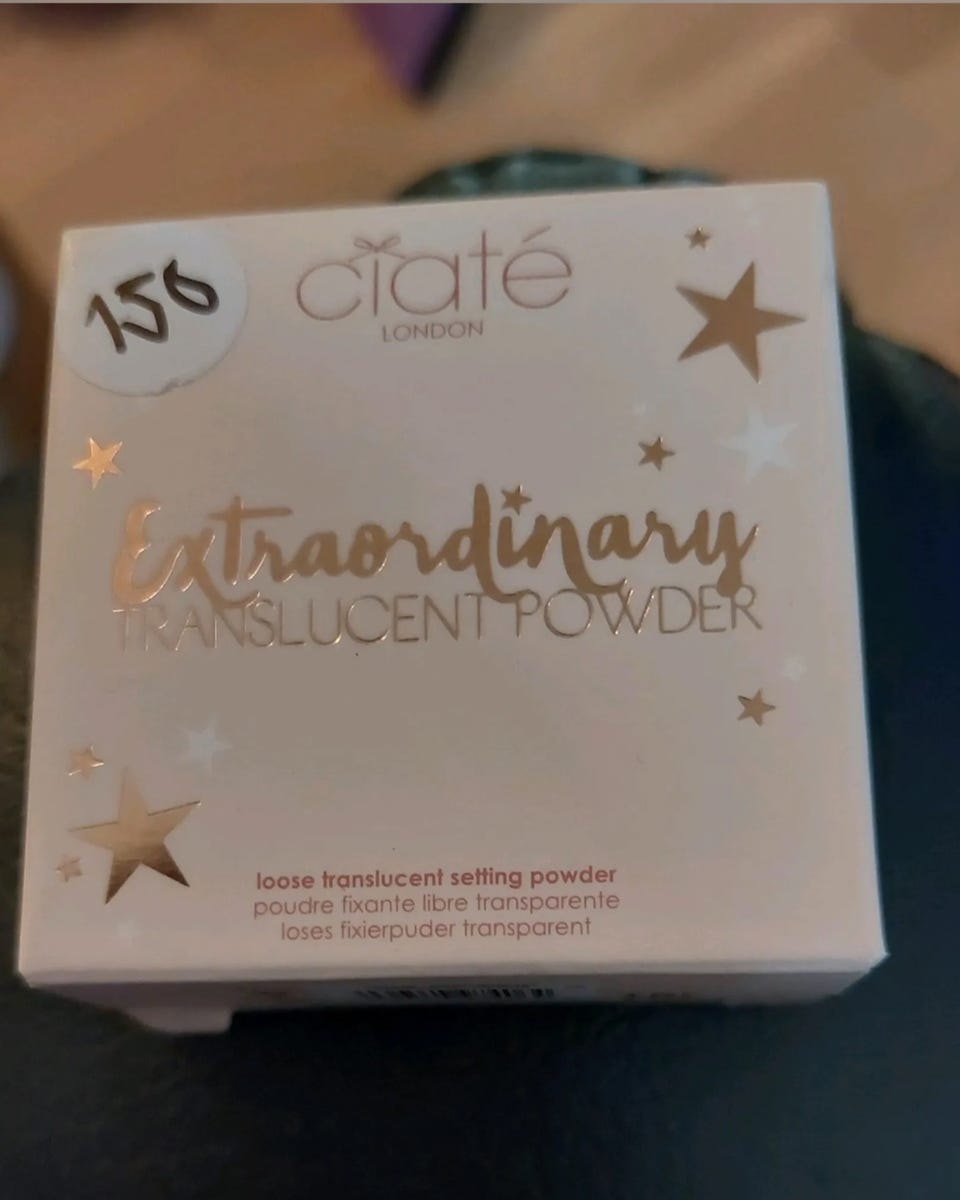 150
ciaté
LONDON
Extraordinary
TRANSLUCENT POWDER
loose translucent setting powder
poudre fixante libre transparente
loses fixierpuder transparent